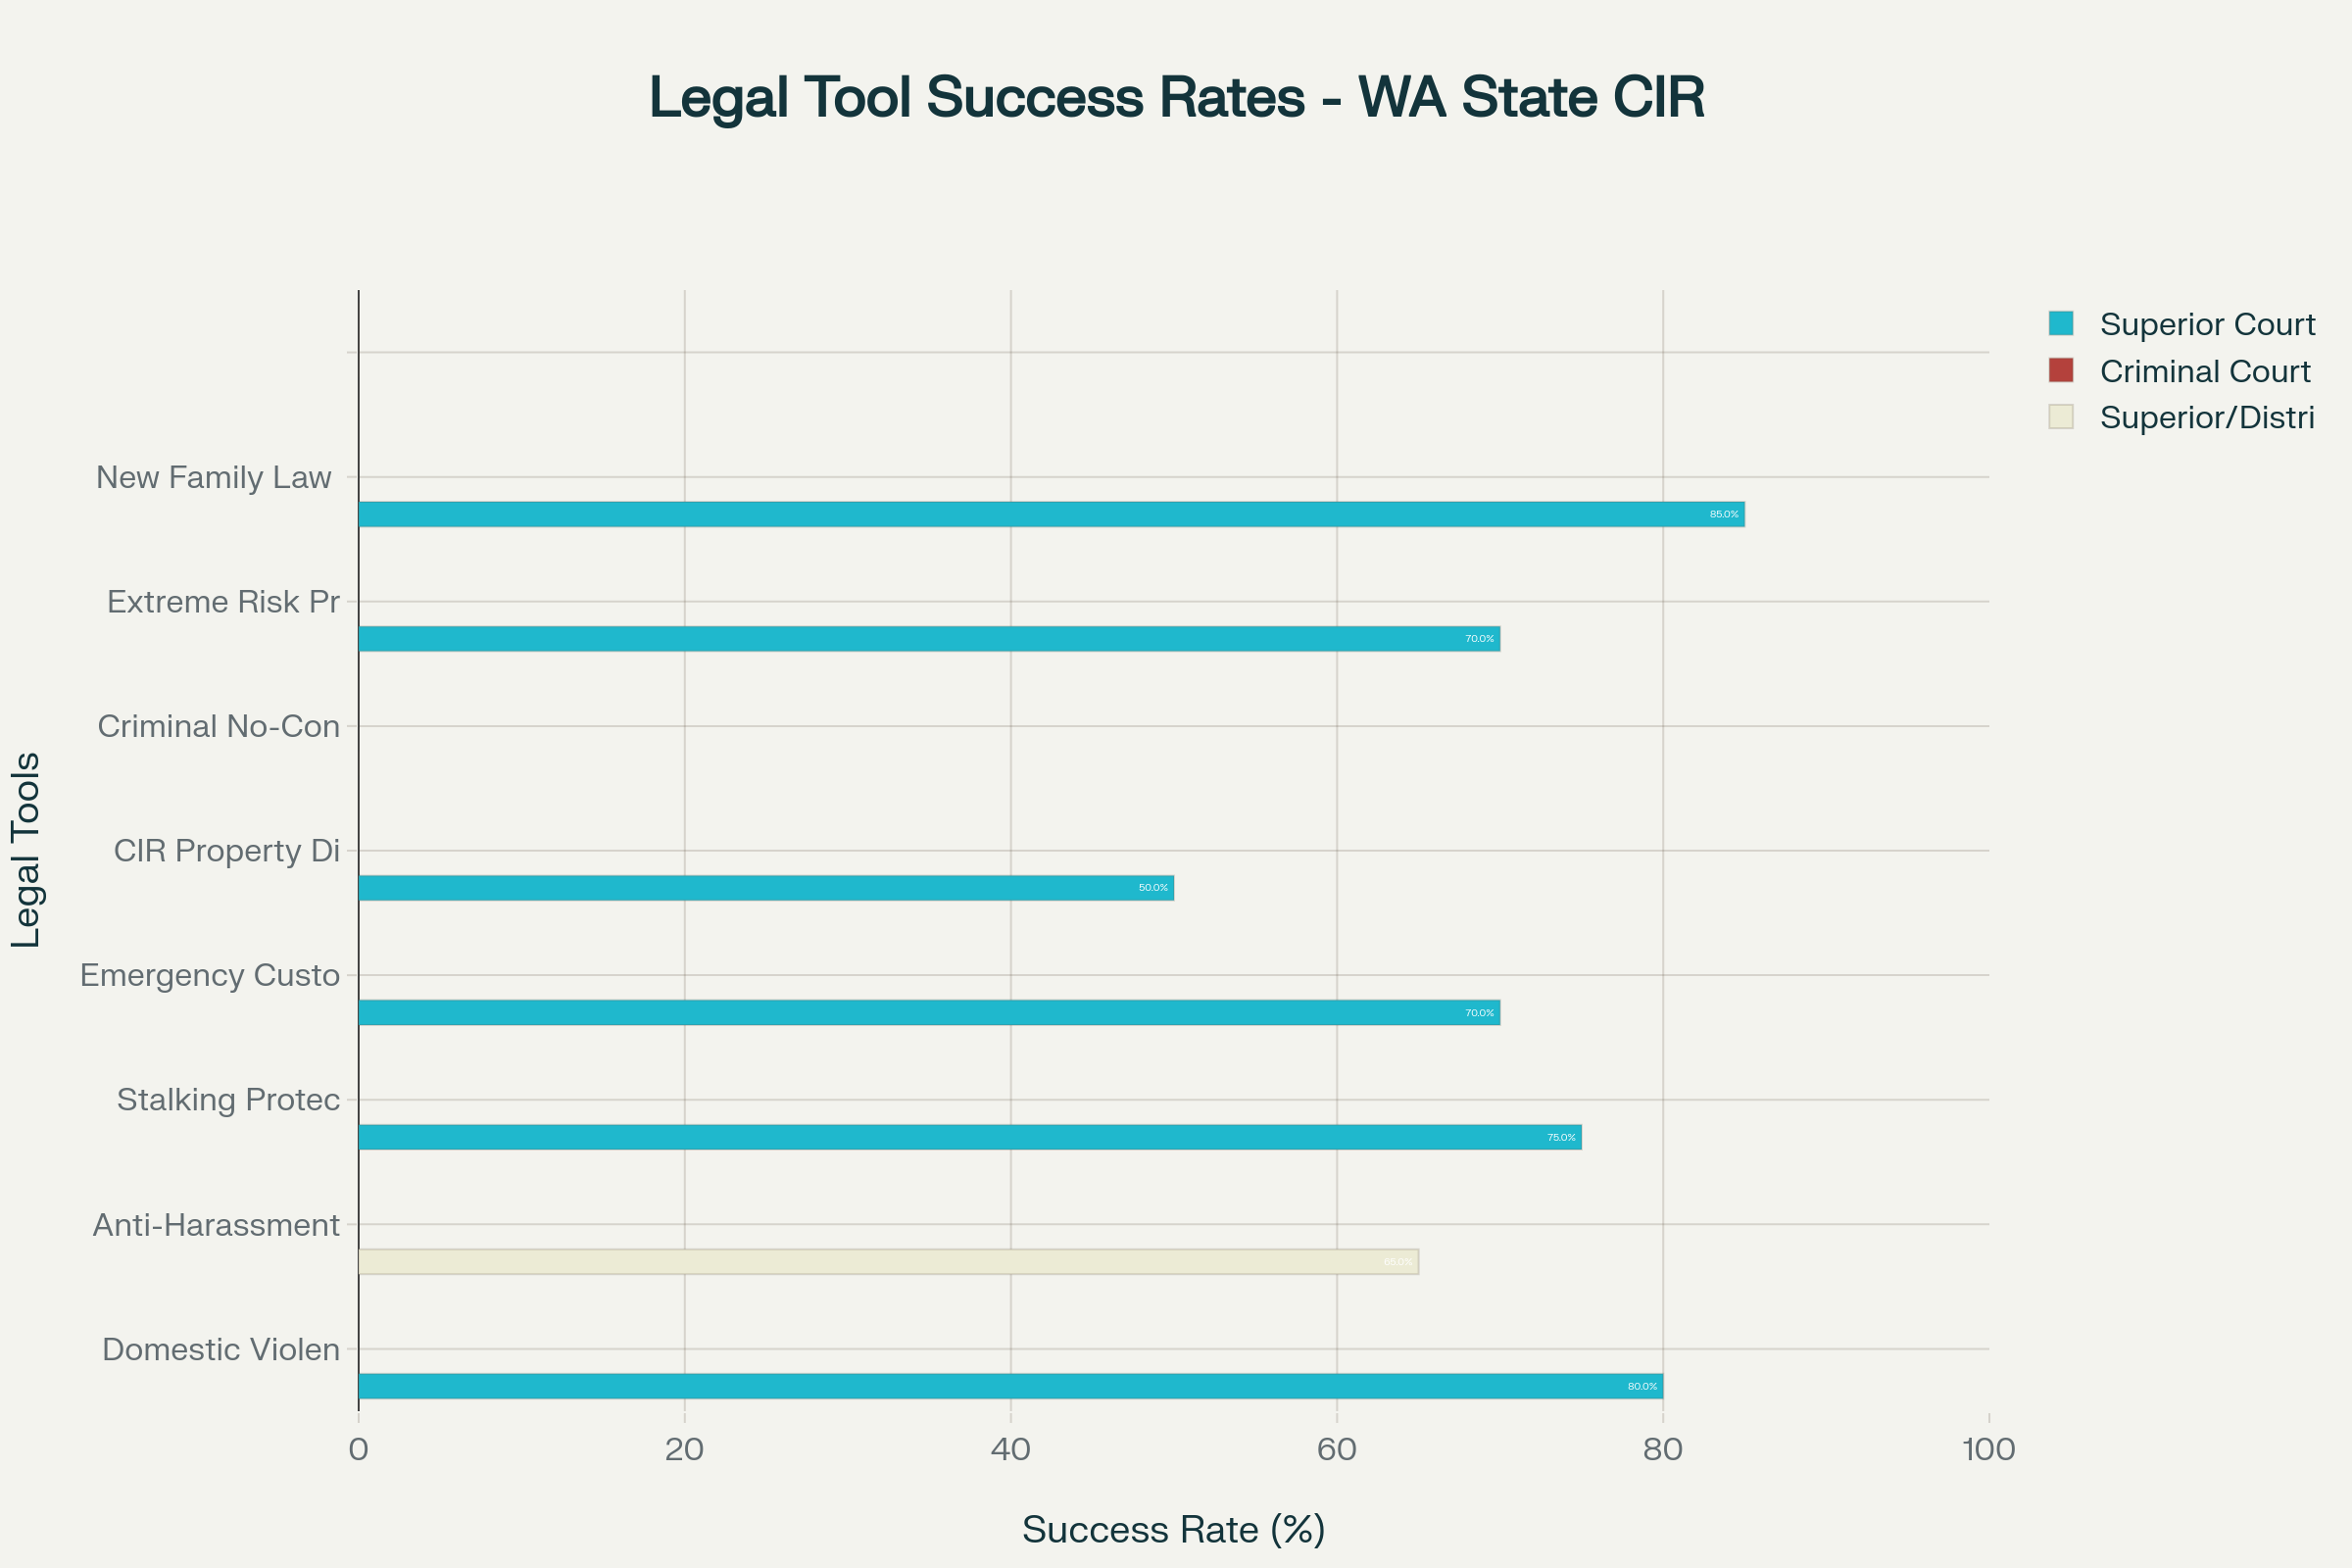 Legal Tool Success Rates - WA State CIR
Superior Court
Criminal Court
Superior/Distri
Legal Tools
New Family Law
85.0%
Extreme Risk Pr
70.0%
Criminal No-Con
CIR Property Di
50.0%
Emergency Custo
70.0%
Stalking Protec
75.0%
Anti-Harassment
65.0%
Domestic Violen
80.0%
0 20 40 60 80 100
Success Rate (%)